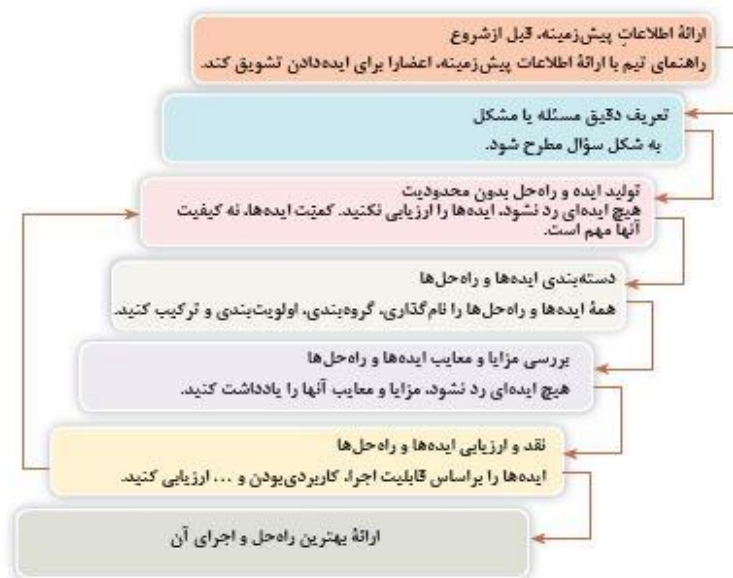 ارائهٔ اطلاعاتِ پیش‌زمینه، قبل ازشروع
راهنمای تیم با ارائهٔ اطلاعات پیش‌زمینه، اعضارا برای ایده‌دادن تشویق کند.
تعریف دقیق مسئله یا مشکل
به شکل سؤال مطرح شود.
تولید ایده و راه‌حل بدون محدودیت
هیچ ایده‌ای رد نشود، ایده‌ها را ارزیابی نکنید. کمیّت ایده‌ها، نه کیفیت
آنها مهم است.
دسته‌بندی ایده‌ها و راه‌حل‌ها
همهٔ ایده‌ها و راه‌حل‌ها را نام‌گذاری، گروه‌بندی، اولویت‌بندی و ترکیب کنید.
بررسی مزایا و معایب ایده‌ها و راه‌حل‌ها
هیچ ایده‌ای رد نشود، مزایا و معایب آنها را یادداشت کنید.
نقد و ارزیابی ایده‌ها و راه‌حل‌ها
ایده‌ها را براساس قابلیت اجرا، کاربردی‌بودن و ... ارزیابی کنید.
ارائهٔ بهترین راه‌حل و اجرای آن